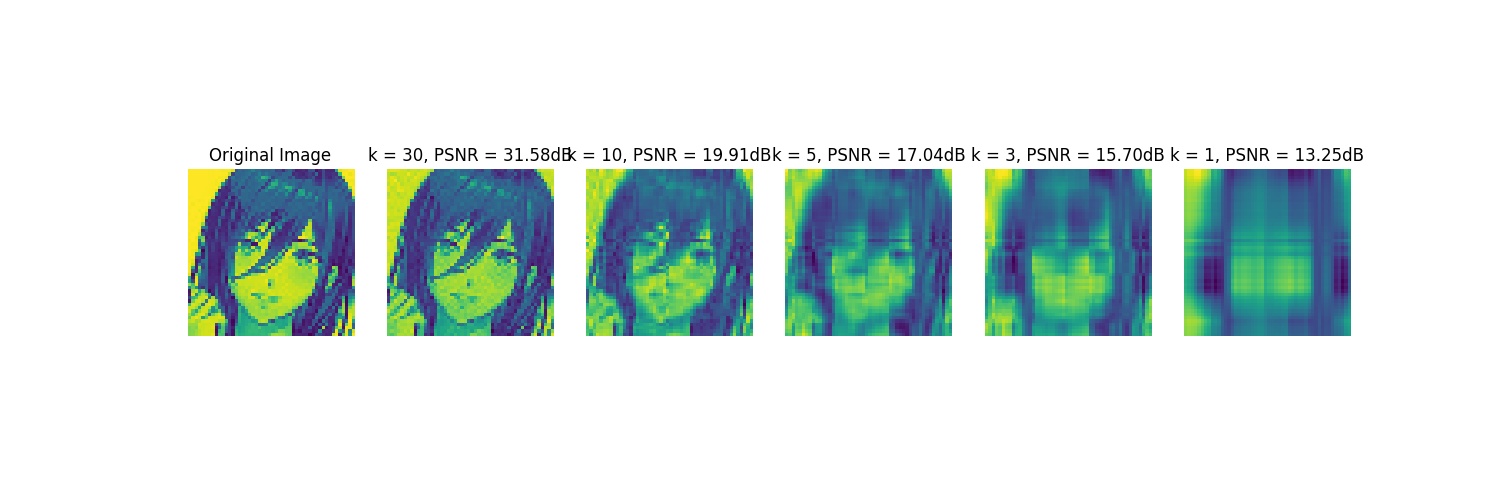 Original Image
k = 30, PSNR = 31.58dB
k = 10, PSNR = 19.91dB
k = 5, PSNR = 17.04dB
k = 3, PSNR = 15.70dB
k = 1, PSNR = 13.25dB